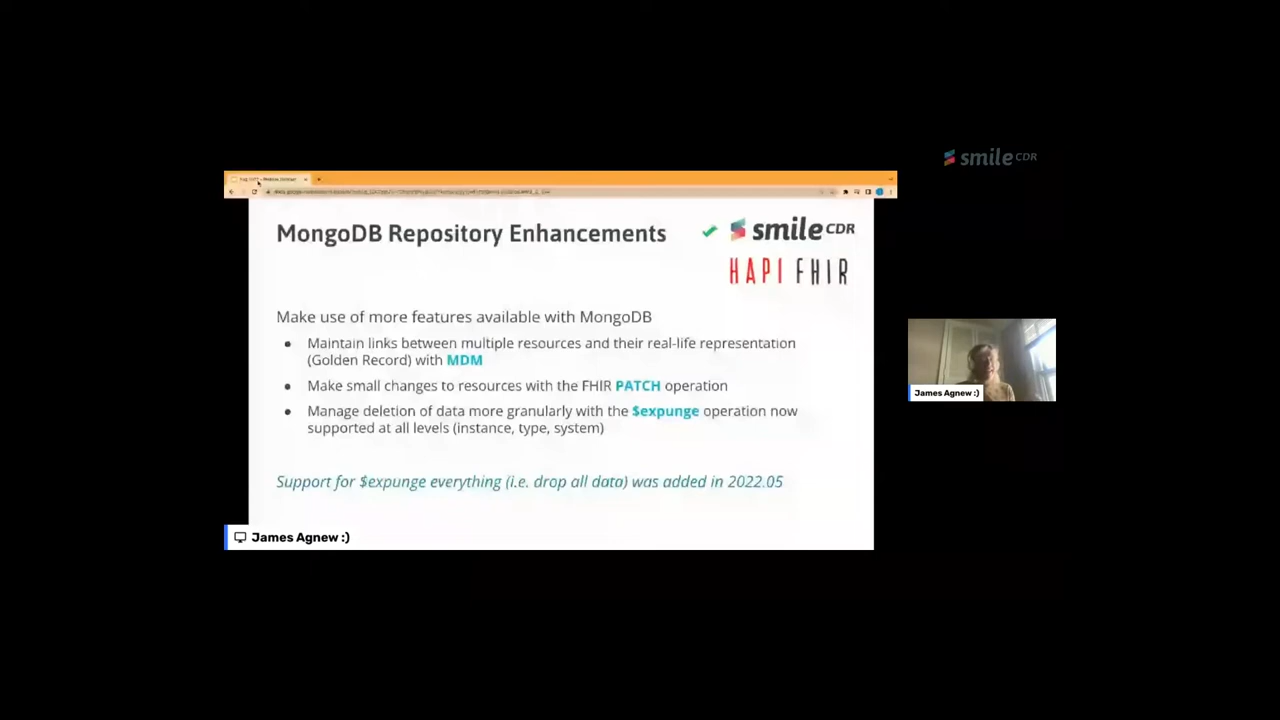 smile CDR
MongoDB Repository Enhancements
smile CDR
HAPI FHIR
Make use of more features available with MongoDB
● Maintain links between multiple resources and their real-life representation
(Golden Record) with MDM
● Make small changes to resources with the FHIR PATCH operation
● Manage deletion of data more granularly with the $expunge operation now
supported at all levels (instance, type, system)
Support for $expunge everything (i.e. drop all data) was added in 2022.05
James Agnew :)
James Agnew :)